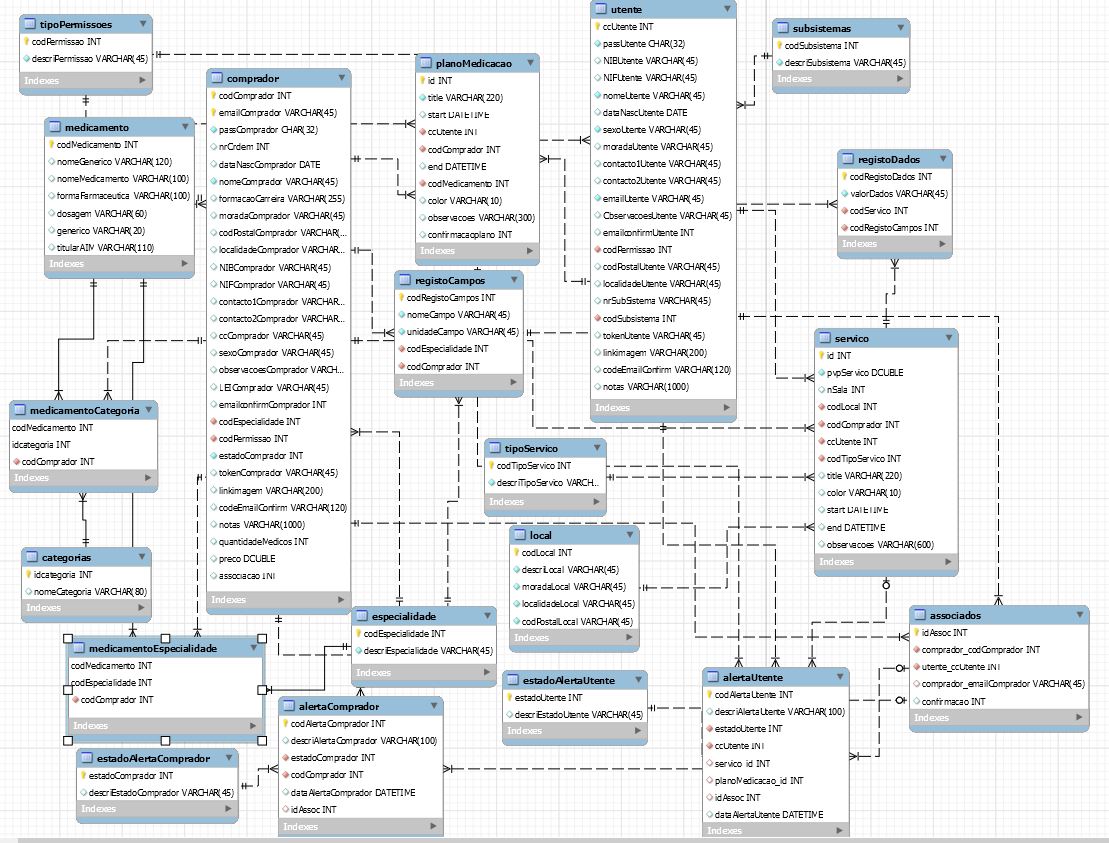 tipoPermissoes
codPermissao INT
descriPermissao VARCHAR(45)
Indexes
medicamento
codMedicamento INT
nomeGenerico VARCHAR(120)
nomeMedicamento VARCHAR(100)
formaFarmaceutica VARCHAR(100)
dosagem VARCHAR(60)
generico VARCHAR(20)
titularAIM VARCHAR(110)
Indexes
medicamentoCategoria
codMedicamento INT
idcategoria INT
codComprador INT
Indexes
categorias
idcategoria INT
nomeCategoria VARCHAR(80)
Indexes
medicamentoEspecialidade
codMedicamento INT
codEspecialidade INT
codComprador INT
Indexes
estadoAlertaComprador
estadoComprador INT
descriEstadoComprador VARCHAR(45)
Indexes
comprador
codComprador INT
emailComprador VARCHAR(45)
passComprador CHAR(32)
nrOrdem INT
dataNascComprador DATE
nomeComprador VARCHAR(45)
formacaoCarreira VARCHAR(255)
moradaComprador VARCHAR(45)
codPostalComprador VARCHAR(...
localidadeComprador VARCHAR...
NIBComprador VARCHAR(45)
NIFComprador VARCHAR(45)
contacto1Comprador VARCHAR...
contacto2Comprador VARCHAR...
ccComprador VARCHAR(45)
sexoComprador VARCHAR(45)
observacoesComprador VARCH...
LEIComprador VARCHAR(45)
emailconfirmComprador INT
codEspecialidade INT
codPermissao INT
estadoComprador INT
tokenComprador VARCHAR(45)
linkimagem VARCHAR(200)
codeEmailConfirm VARCHAR(120)
notas VARCHAR(1000)
quantidadeMedicos INT
preco DOUBLE
associacao INT
Indexes
planoMedicacao
id INT
title VARCHAR(220)
start DATETIME
ccUtente INT
codComprador INT
end DATETIME
codMedicamento INT
color VARCHAR(10)
observacoes VARCHAR(300)
confirmacaoplano INT
Indexes
registoCampos
codRegistoCampos INT
nomeCampo VARCHAR(45)
unidadeCampo VARCHAR(45)
codEspecialidade INT
codComprador INT
Indexes
tipoServico
codTipoServico INT
descriTipoServico VARCH...
Indexes
local
codLocal INT
descriLocal VARCHAR(45)
moradaLocal VARCHAR(45)
localidadeLocal VARCHAR(45)
codPostalLocal VARCHAR(45)
Indexes
especialidade
codEspecialidade INT
descriEspecialidade VARCHAR(45)
Indexes
alertaComprador
codAlertaComprador INT
descriAlertaComprador VARCHAR(100)
estadoComprador INT
codComprador INT
dataAlertaComprador DATETIME
idAssoc INT
Indexes
estadoAlertaUtente
estadoUtente INT
descriEstadoUtente VARCHAR(45)
Indexes
utente
ccUtente INT
passUtente CHAR(32)
NIBUtente VARCHAR(45)
NIFUtente VARCHAR(45)
nomeUtente VARCHAR(45)
dataNascUtente DATE
sexoUtente VARCHAR(45)
moradaUtente VARCHAR(45)
contacto1Utente VARCHAR(45)
contacto2Utente VARCHAR(45)
emailUtente VARCHAR(45)
ObservacoesUtente VARCHAR(45)
emailconfirmUtente INT
codPermissao INT
codPostalUtente VARCHAR(45)
localidadeUtente VARCHAR(45)
nrSubSistema VARCHAR(45)
codSubsistema INT
tokenUtente VARCHAR(45)
linkimagem VARCHAR(200)
codeEmailConfirm VARCHAR(120)
notas VARCHAR(1000)
Indexes
subsistemas
codSubsistema INT
descriSubsistema VARCHAR(45)
Indexes
registoDados
codRegistoDados INT
valorDados VARCHAR(45)
codServico INT
codRegistoCampos INT
Indexes
servico
id INT
pvpServico DOUBLE
nSala INT
codLocal INT
codComprador INT
ccUtente INT
codTipoServico INT
title VARCHAR(220)
color VARCHAR(10)
start DATETIME
end DATETIME
observacoes VARCHAR(600)
Indexes
associados
idAssoc INT
comprador_codComprador INT
utente_ccUtente INT
comprador_emailComprador VARCHAR(45)
confirmacao INT
Indexes
alertaUtente
codAlertaUtente INT
descriAlertaUtente VARCHAR(100)
estadoUtente INT
ccUtente INT
servico_id INT
planoMedicacao_id INT
idAssoc INT
dataAlertaUtente DATETIME
Indexes